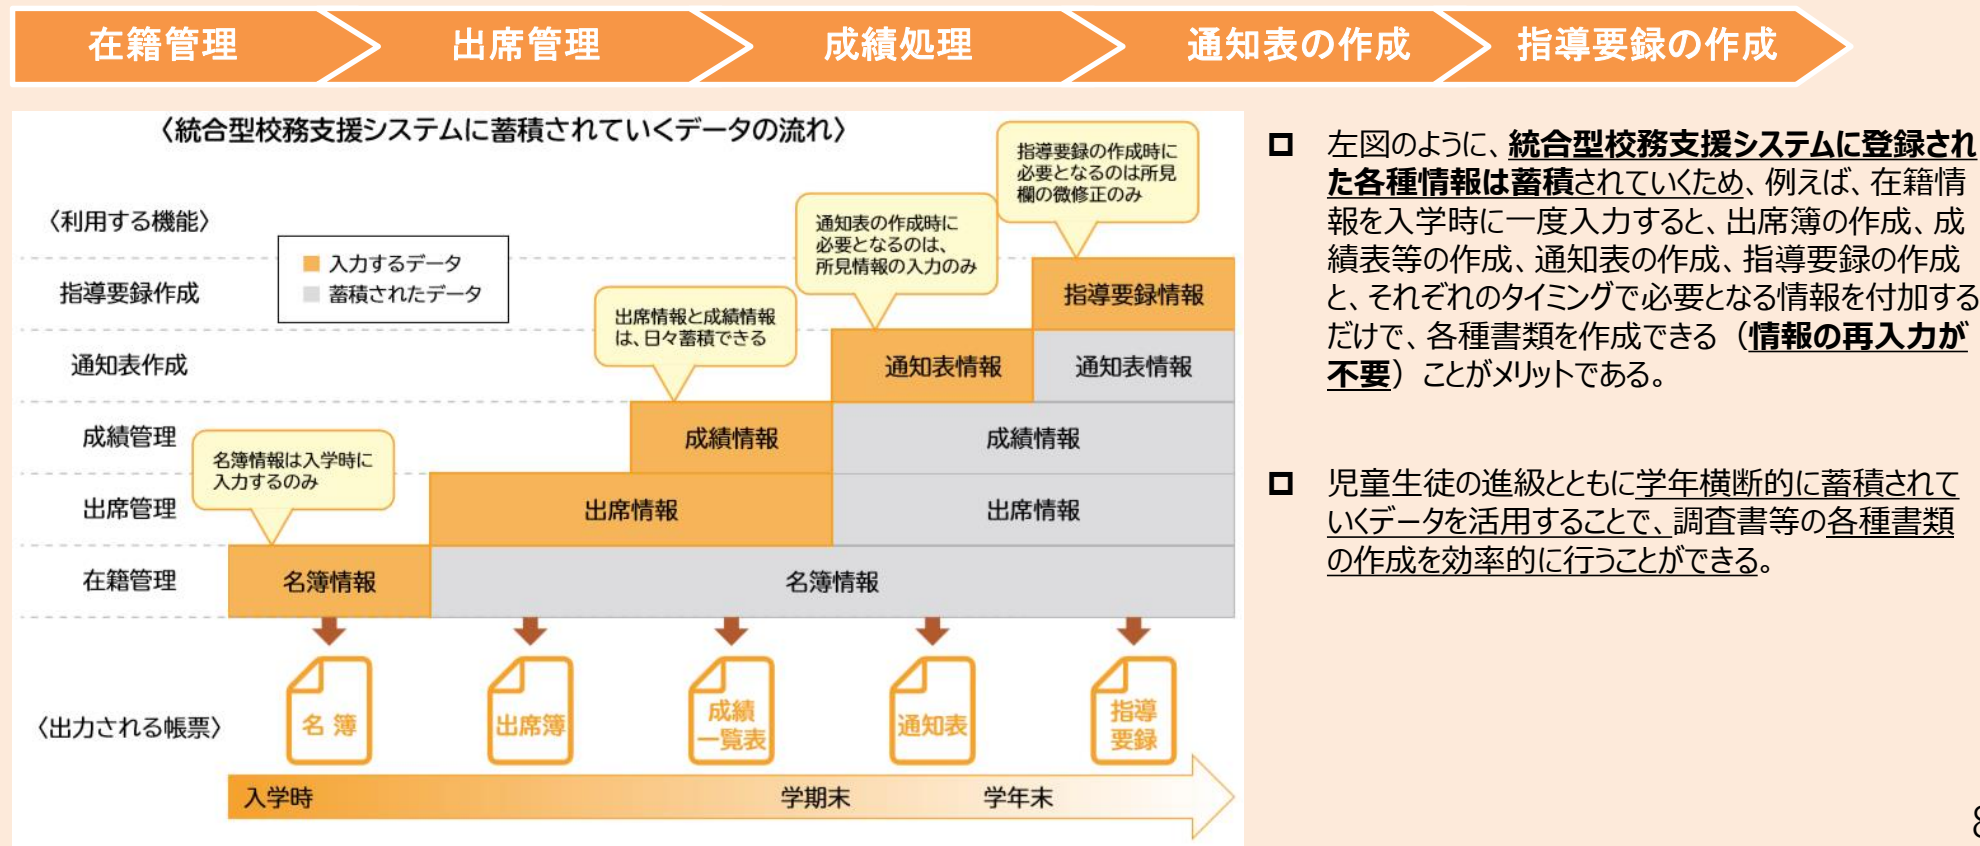 在籍管理
出席管理
成績処理
通知表の作成
指導要録の作成
〈統合型校務支援システムに蓄積されていくデータの流れ〉
〈利用する機能〉
入力するデータ
蓄積されたデータ
指導要録の作成時に
必要となるのは所見
欄の微修正のみ
通知表の作成時に
必要となるのは、
所見情報の入力のみ
出席情報と成績情報
は、日々蓄積できる
名簿情報は入学時に
入力するのみ
指導要録作成
指導要録情報
通知表作成
通知表情報
通知表情報
成績管理
成績情報
成績情報
出席管理
出席情報
出席情報
在籍管理
名簿情報
名簿情報
〈出力される帳票〉
名 簿
出席簿
成績
一覧表
通知表
指導
要録
入学時
学期末
学年末
左図のように、統合型校務支援システムに登録され
た各種情報は蓄積されていくため、例えば、在籍情
報を入学時に一度入力すると、出席簿の作成、成
績表等の作成、通知表の作成、指導要録の作成
と、それぞれのタイミングで必要となる情報を付加する
だけで、各種書類を作成できる（情報の再入力が
不要）ことがメリットである。
児童生徒の進級とともに学年横断的に蓄積されて
いくデータを活用することで、調査書等の各種書類
の作成を効率的に行うことができる。